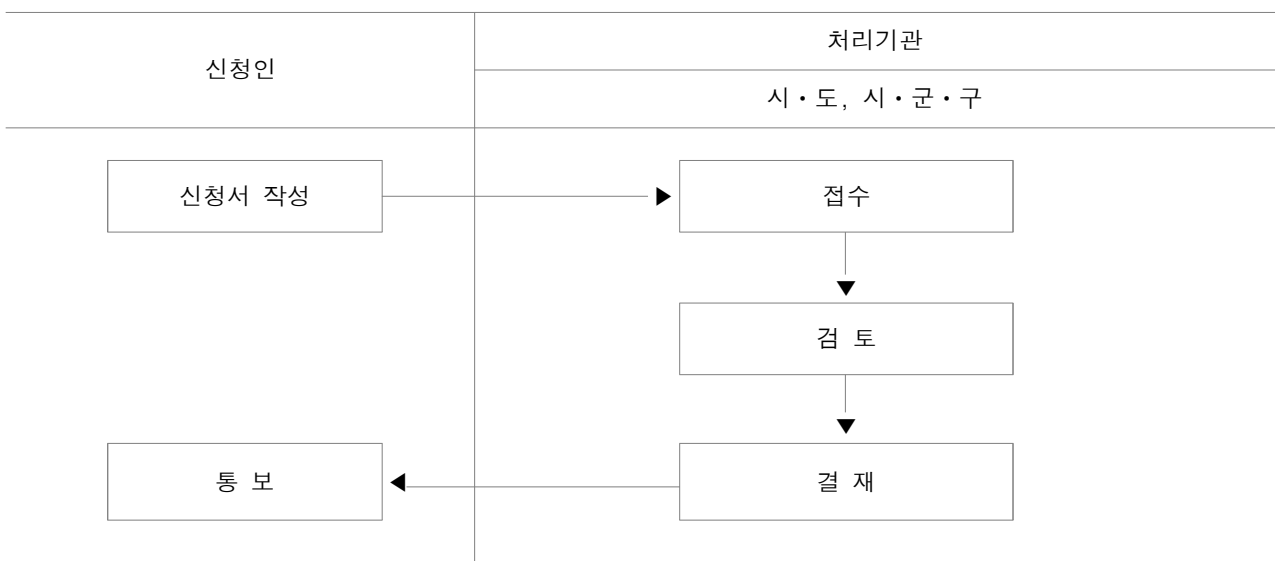 신청인
처리기관
시·도, 시·군·구
신청서 작성
접수
검 토
통 보
결 재